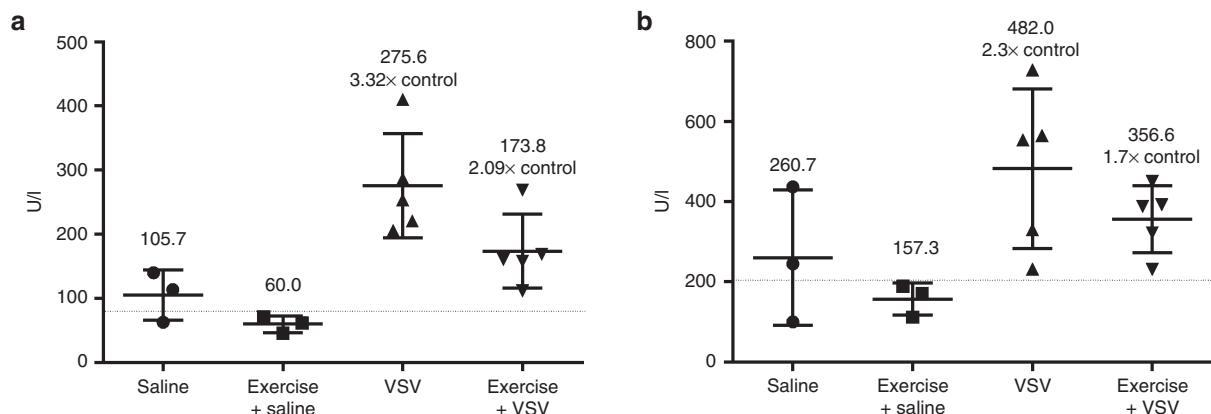 a
500
400
300
200
100
0
U/l
105.7
60.0
275.6
3.32× control
173.8
2.09× control
Saline
Exercise
+ saline
VSV
Exercise
+ VSV
b
800
600
400
200
0
U/l
260.7
157.3
482.0
2.3× control
356.6
1.7× control
Saline
Exercise
+ saline
VSV
Exercise
+ VSV